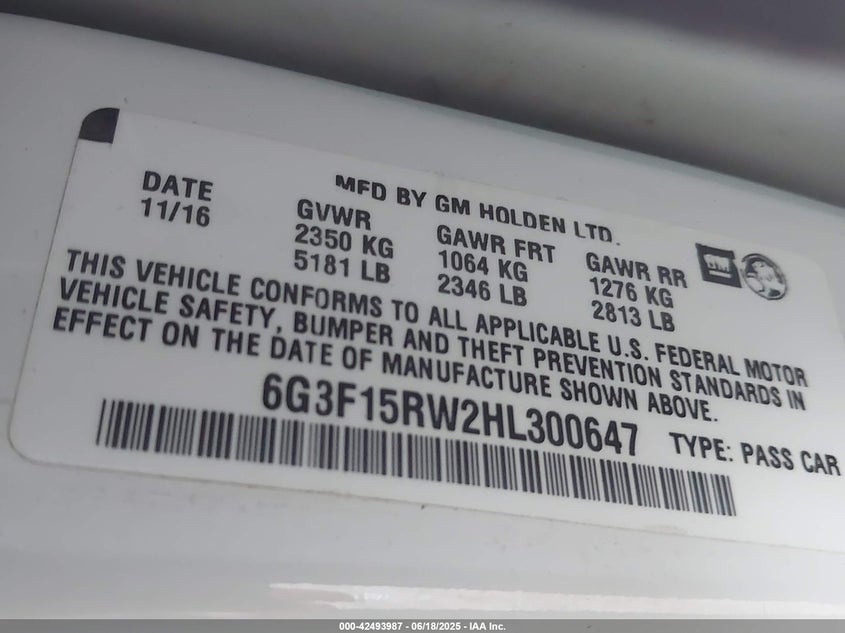 MFD BY GM HOLDEN LTD.
DATE
11/16
GVWR
2350 KG
5181 LB
GAWR FRT
1064 KG
2346 LB
GAWR RR
1276 KG
2813 LB
GM
THIS VEHICLE CONFORMS TO ALL APPLICABLE U.S. FEDERAL MOTOR
VEHICLE SAFETY, BUMPER AND THEFT PREVENTION STANDARDS IN
EFFECT ON THE DATE OF MANUFACTURE SHOWN ABOVE.
6G3F15RW2HL300647
TYPE: PASS CAR
000-42493987 - 06/18/2025 - IAA Inc.